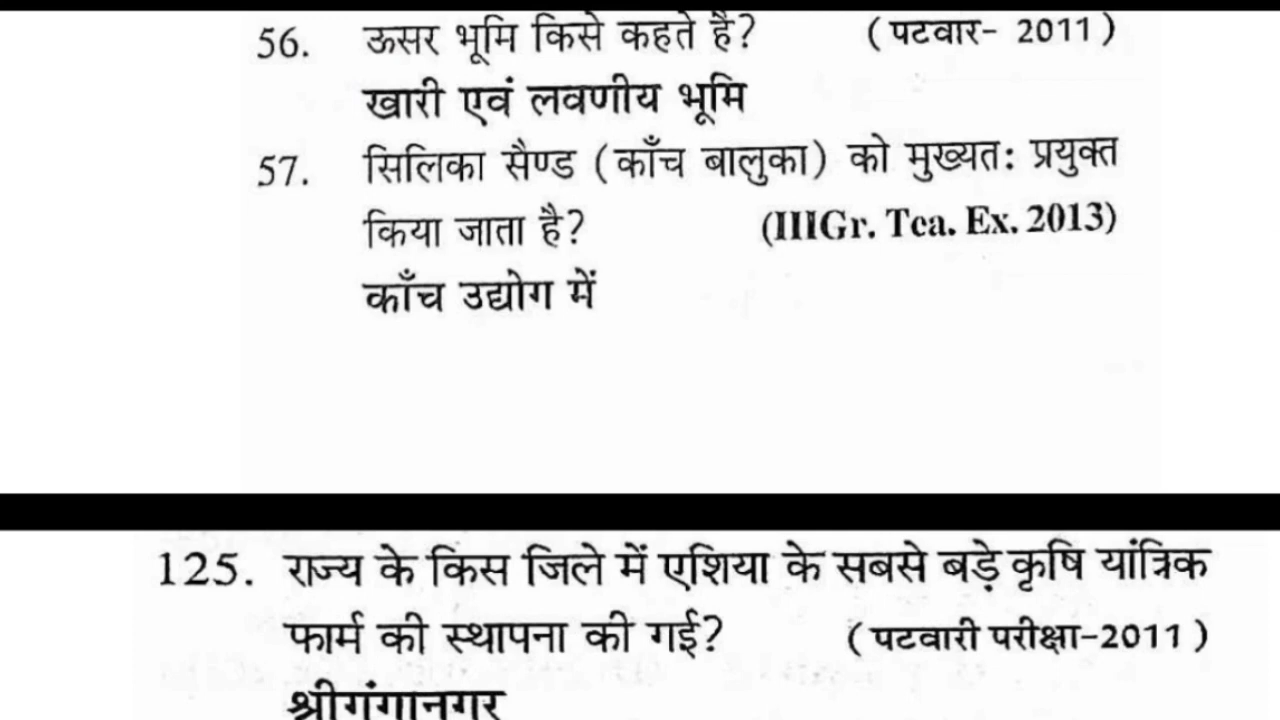 56. ऊसर भूमि किसे कहते है? (पटवार- 2011)
खारी एवं लवणीय भूमि
57. सिलिका सैण्ड (काँच बालुका) को मुख्यतः प्रयुक्त
किया जाता है? (IIIGr. Tea. Ex. 2013)
काँच उद्योग में
125. राज्य के किस जिले में एशिया के सबसे बड़े कृषि यांत्रिक
फार्म की स्थापना की गई? (पटवारी परीक्षा-2011)
श्रीगंगानगर